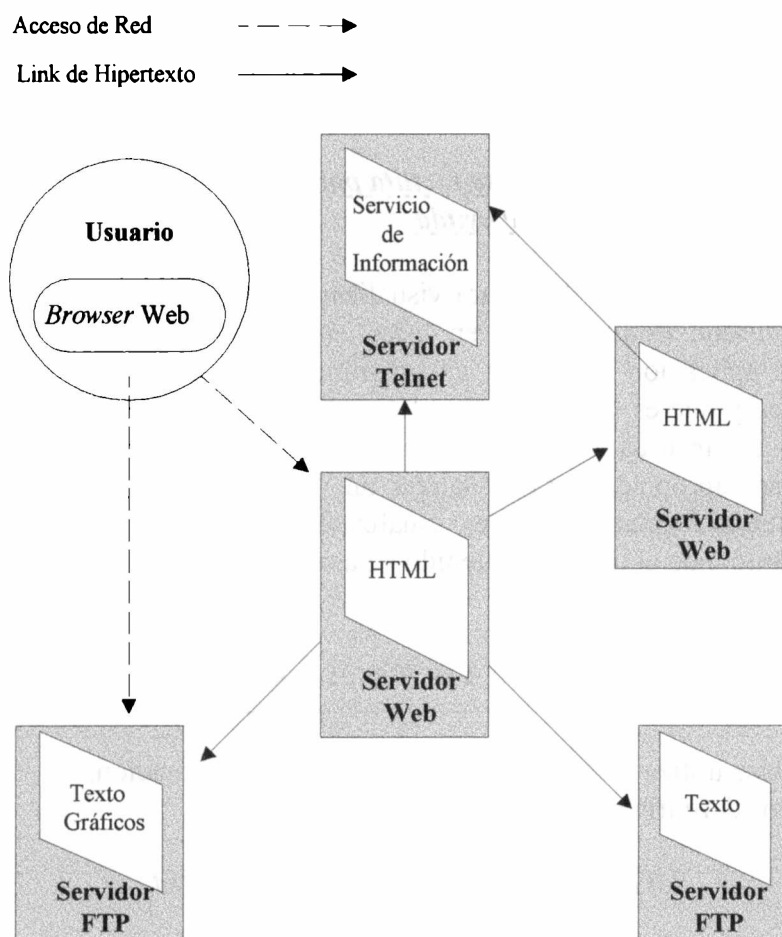 Acceso de Red
Link de Hipertexto
Usuario
Browser Web
Servicio
de
Información
Servidor
Telnet
HTML
Servidor
Web
HTML
Servidor
Web
Texto
Gráficos
Servidor
FTP
Texto
Servidor
FTP